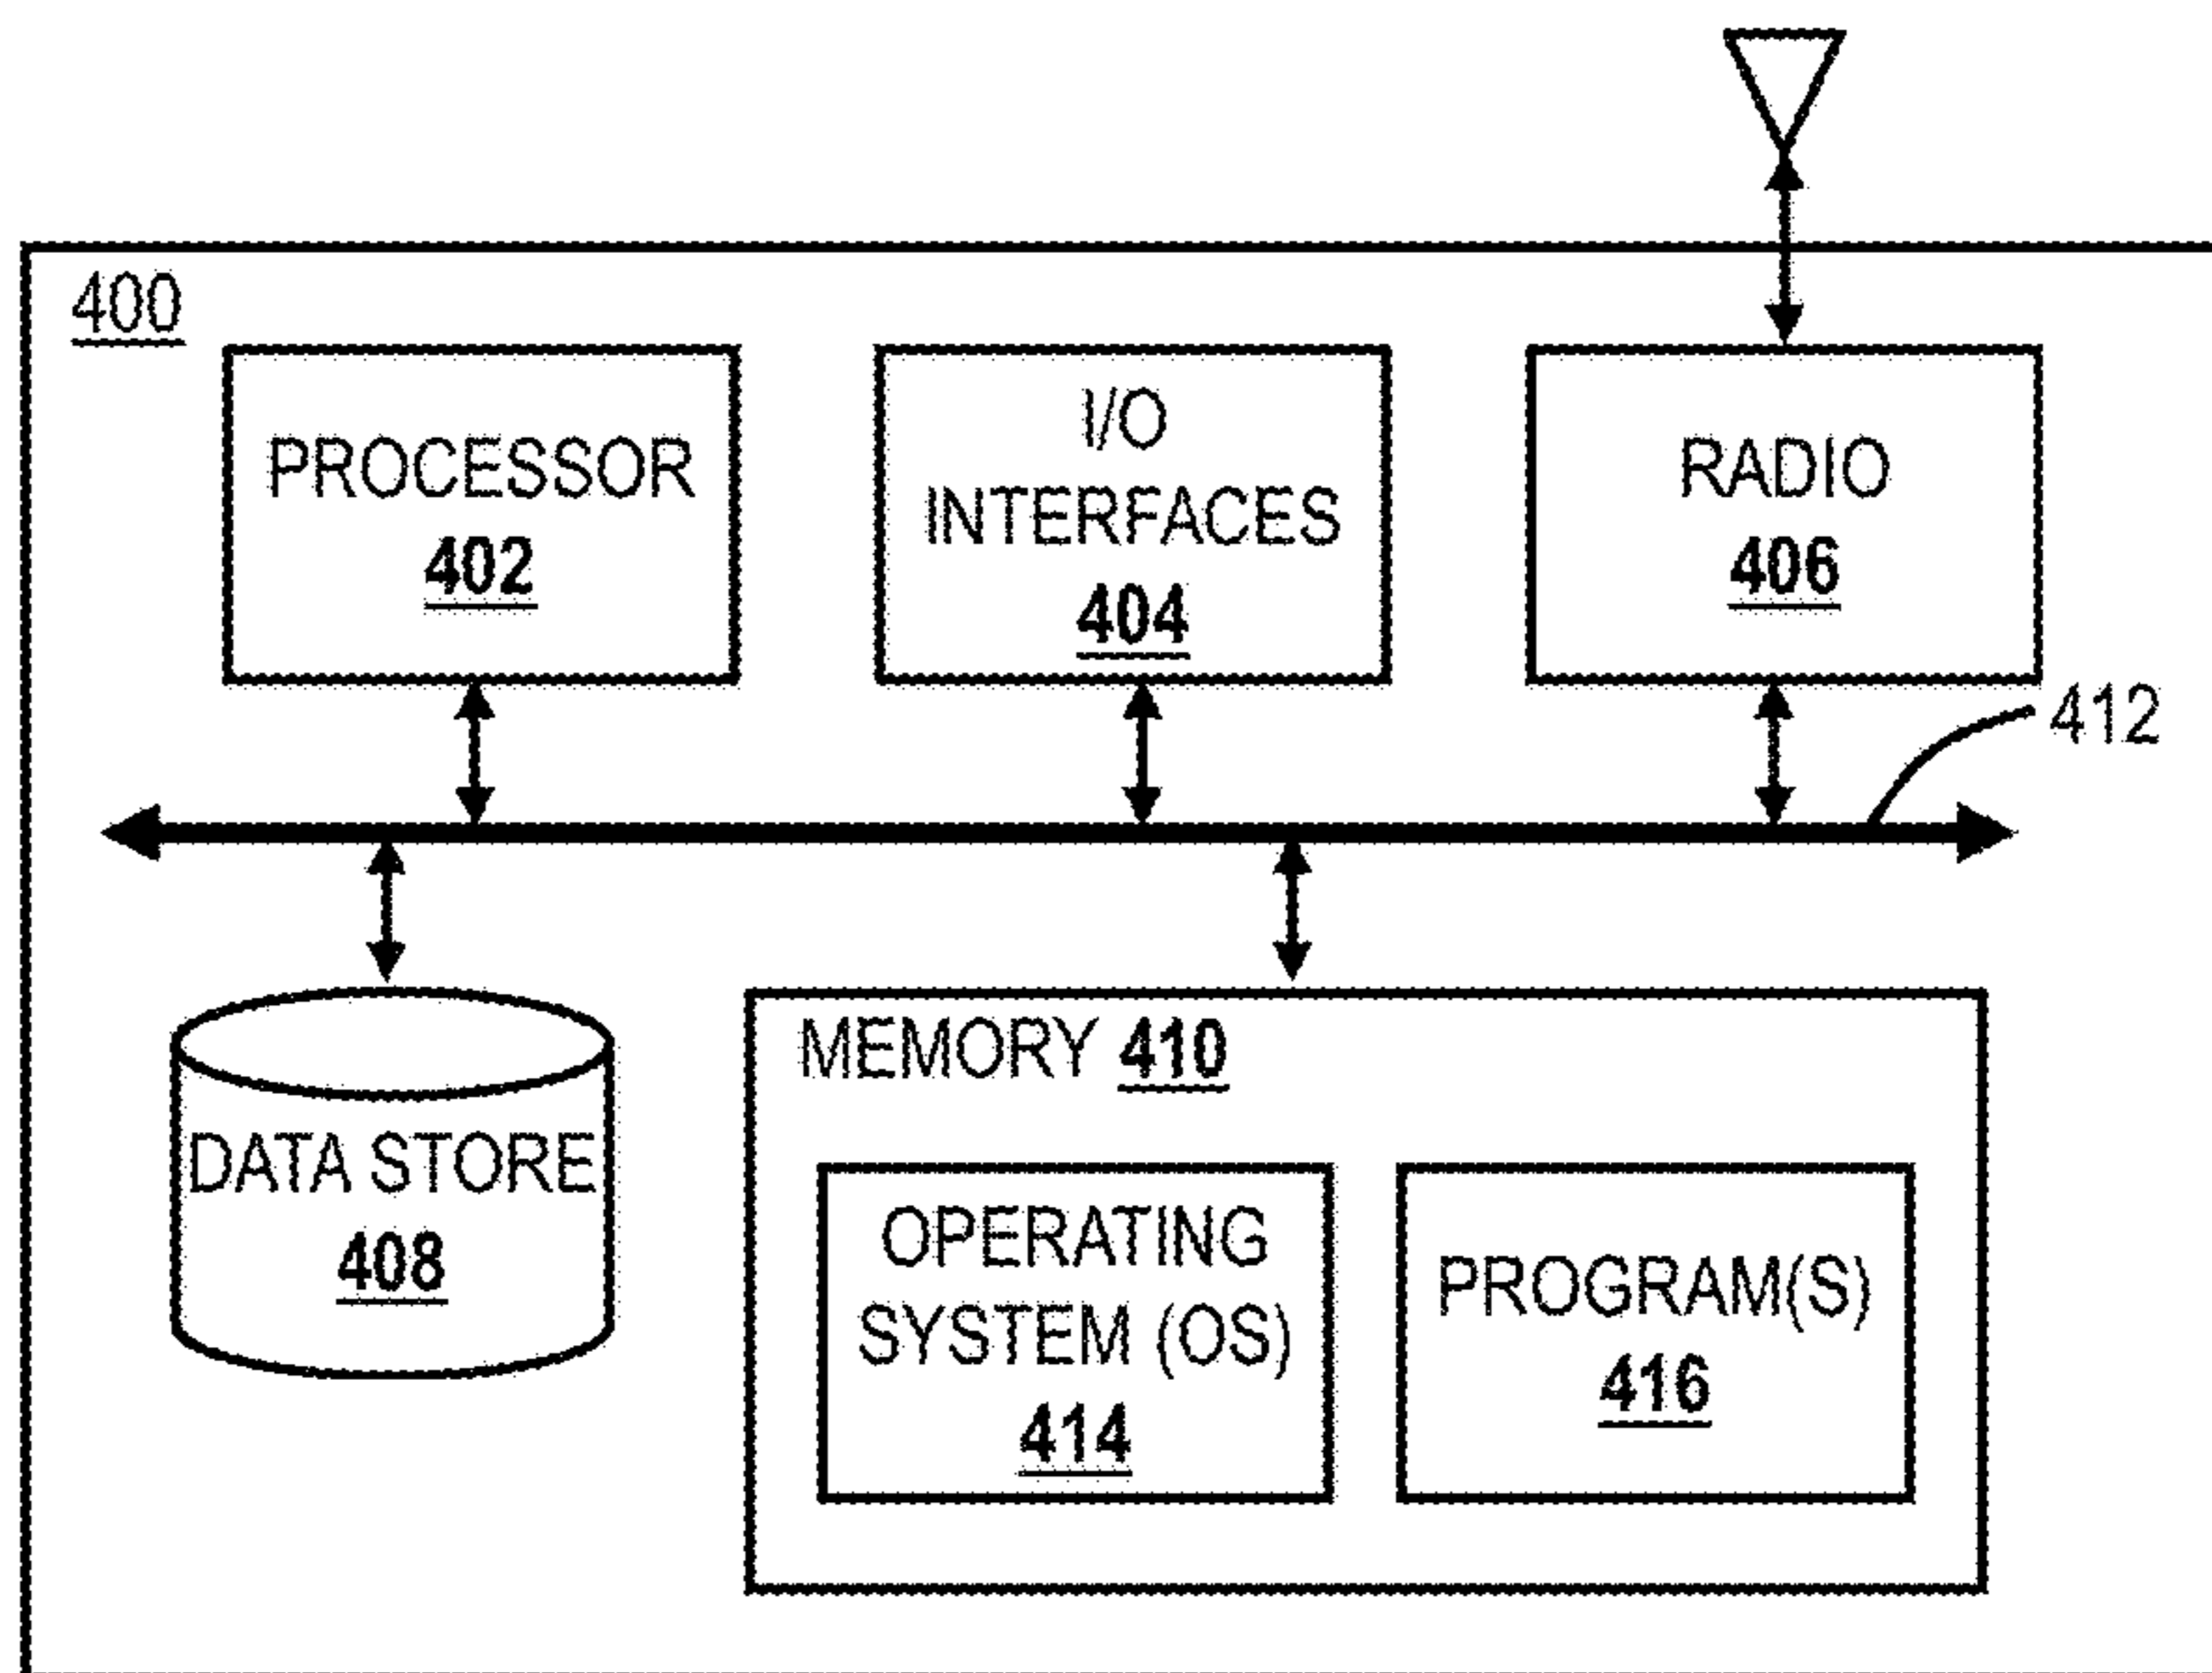 400
PROCESSOR
402
I/O
INTERFACES
404
RADIO
406
412
DATA STORE
408
MEMORY 410
OPERATING
SYSTEM (OS)
414
PROGRAM(S)
416